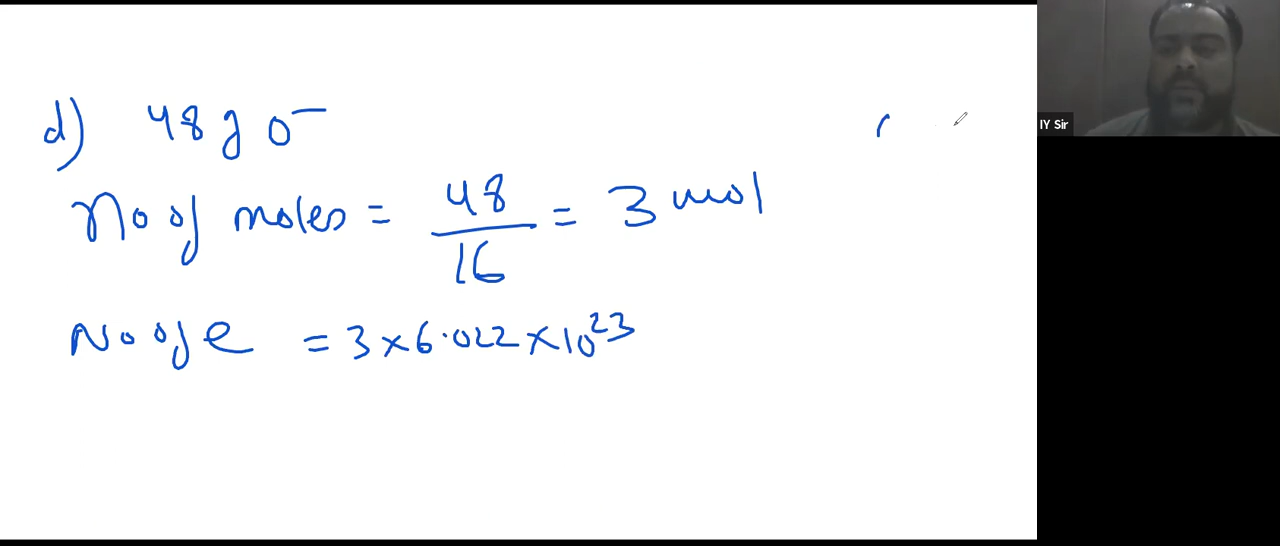 d) 48 g O⁻
No of moles = 48/16 = 3 mol
No of e = 3 × 6.022 × 10²³
IY Sir